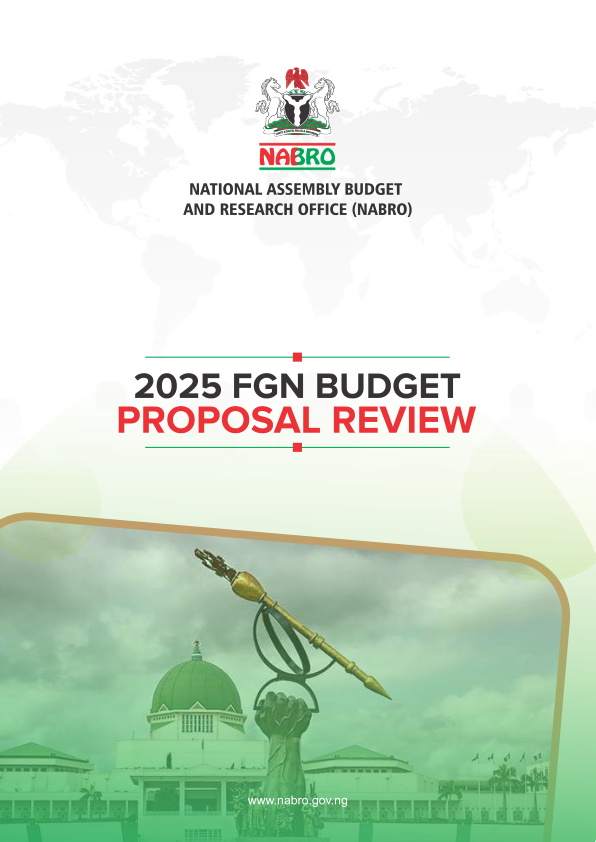 NABRO
NATIONAL ASSEMBLY BUDGET
AND RESEARCH OFFICE (NABRO)
2025 FGN BUDGET
PROPOSAL REVIEW
www.nabro.gov.ng